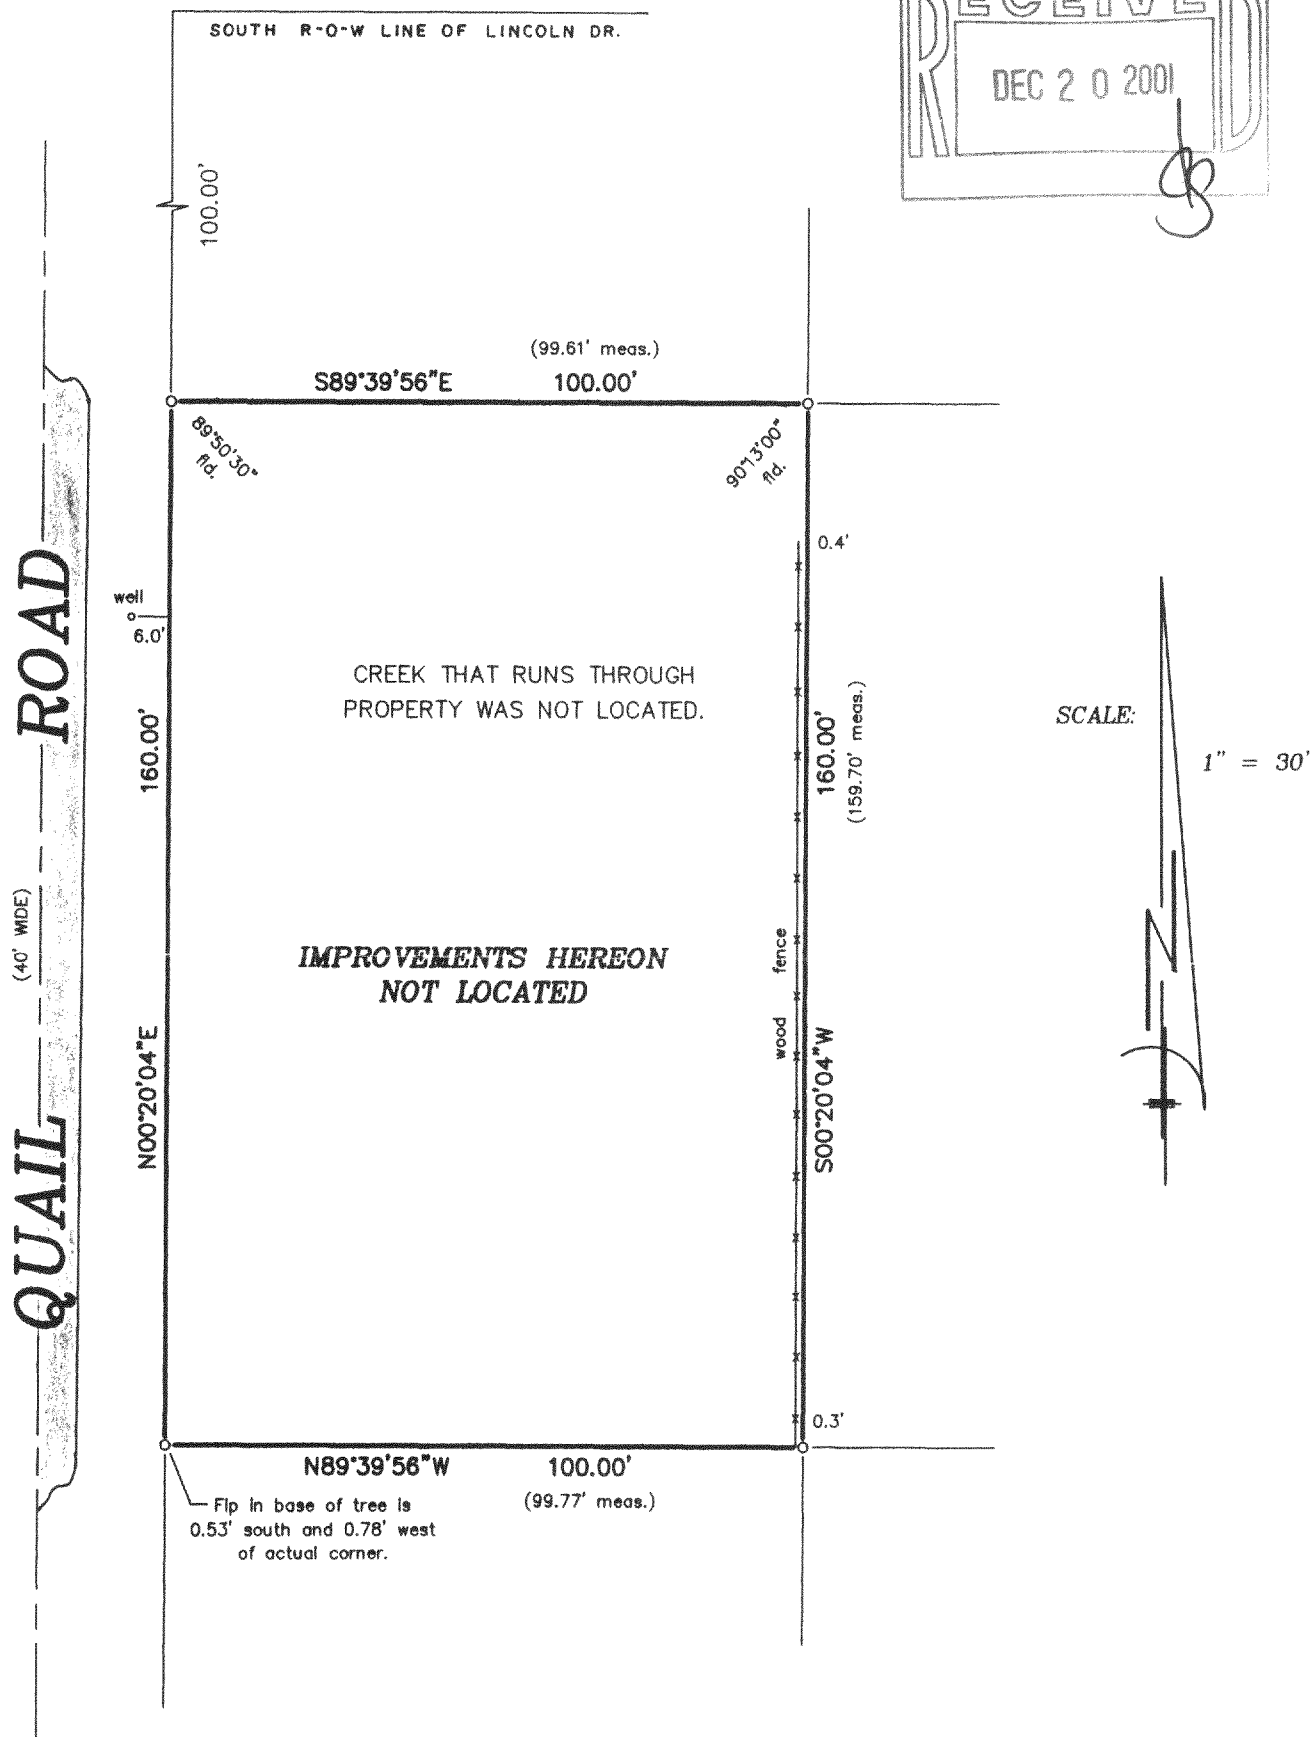 SOUTH R-O-W LINE OF LINCOLN DR.
RECEIVED
DEC 20 2001
100.00'
(99.61' meas.)
S89°39'56"E 100.00'
89°50'30"
fld.
90°13'00"
fld.
0.4'
well
6.0'
CREEK THAT RUNS THROUGH
PROPERTY WAS NOT LOCATED.
160.00'
160.00'
(159.70' meas.)
SCALE:
1" = 30'
N
QUAIL ROAD
(40' WIDE)
IMPROVEMENTS HEREON
NOT LOCATED
wood fence
N00°20'04"E
S00°20'04"W
0.3'
N89°39'56"W 100.00'
(99.77' meas.)
Fip in base of tree is
0.53' south and 0.78' west
of actual corner.